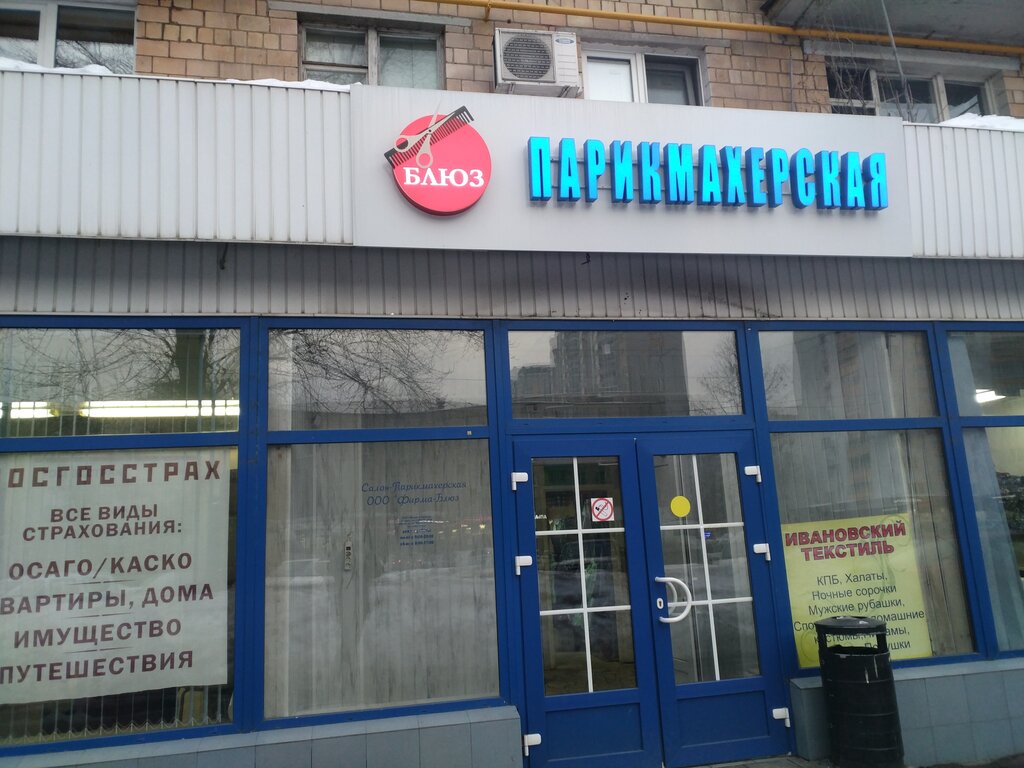 БЛЮЗ
ПАРИКМАХЕРСКАЯ
ОСГОССТРАХ
ВСЕ ВИДЫ
СТРАХОВАНИЯ:
ОСАГО/КАСКО
ВАРТИРЫ, ДОМА
ИМУЩЕСТВО
ПУТЕШЕСТВИЯ
Салон-Парикмахерская
ООО "Фирма-Блюз
ИВАНОВСКИЙ
ТЕКСТИЛЬ
КПБ, Халаты,
Ночные сорочки
Мужские рубашки,